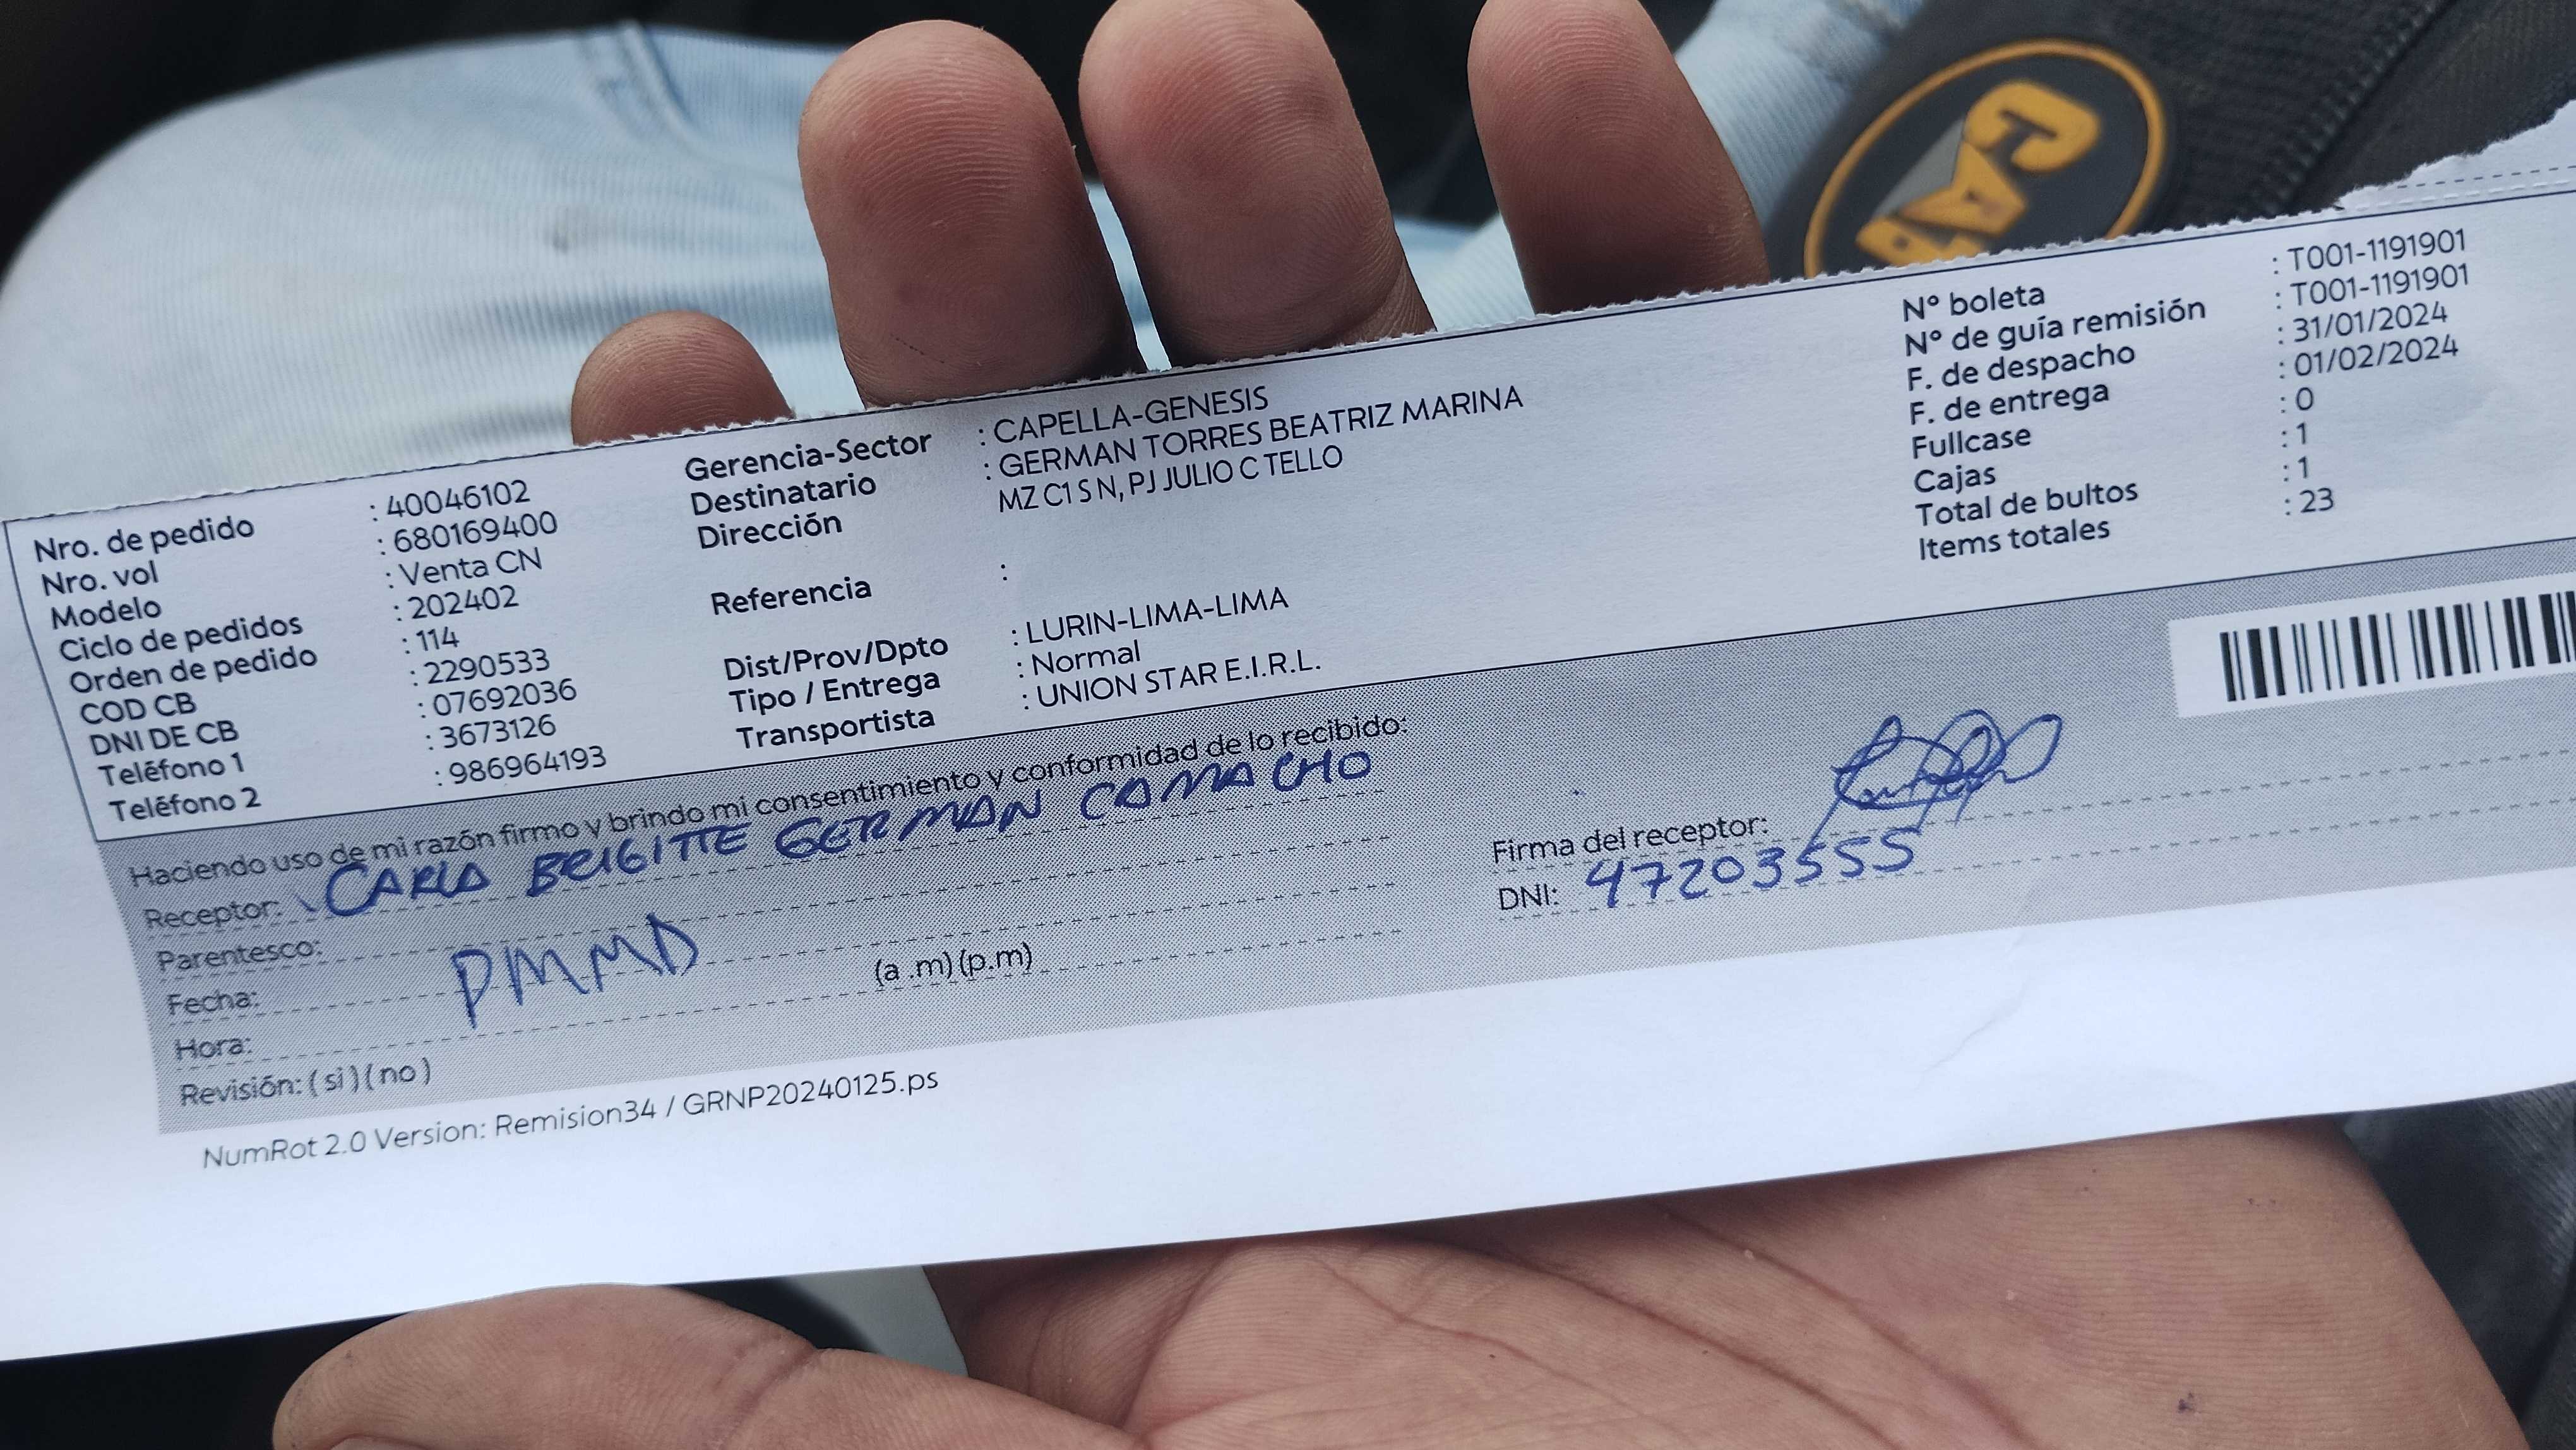 CAT
Nro. de pedido : 40046102
Nro. vol : 680169400
Modelo : Venta CN
Ciclo de pedidos : 202402
Orden de pedido : 114
COD CB : 2290533
DNI DE CB : 07692036
Teléfono 1 : 3673126
Teléfono 2 : 986964193
Gerencia-Sector : CAPELLA-GENESIS
Destinatario : GERMAN TORRES BEATRIZ MARINA
Dirección MZ C1 S N, PJ JULIO C TELLO
Referencia :
Dist/Prov/Dpto : LURIN-LIMA-LIMA
Tipo / Entrega : Normal
Transportista : UNION STAR E.I.R.L.
N° boleta : T001-1191901
N° de guía remisión : T001-1191901
F. de despacho : 31/01/2024
F. de entrega : 01/02/2024
Fullcase : 0
Cajas : 1
Total de bultos : 1
Items totales : 23
Haciendo uso de mi razón firmo y brindo mi consentimiento y conformidad de lo recibido:
Receptor: CARLA BRIGITTE GERMAN CAMACHO
Parentesco:
Fecha: PMMD
Hora: (a .m) (p.m)
Revisión: ( si ) ( no )
Firma del receptor:
DNI: 47203555
NumRot 2.0 Version: Remision34 / GRNP20240125.ps